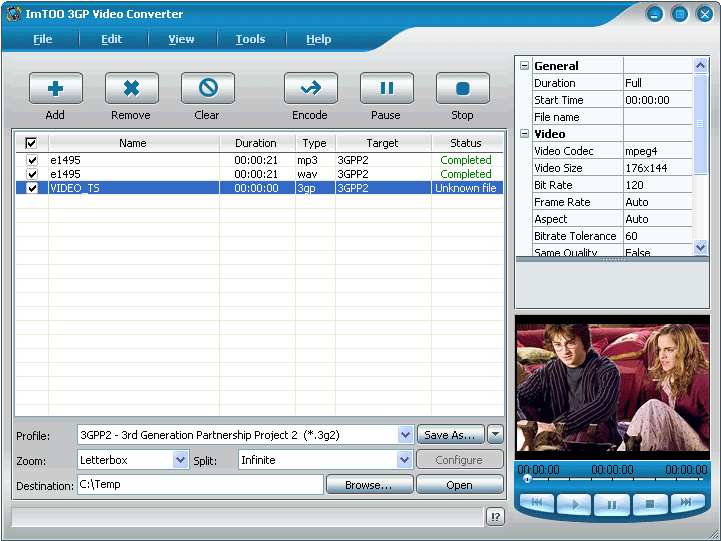 ImTOO 3GP Video Converter
File Edit View Tools Help
Add Remove Clear Encode Pause Stop
Name Duration Type Target Status
e1495 00:00:21 mp3 3GPP2 Completed
e1495 00:00:21 wav 3GPP2 Completed
VIDEO_TS 00:00:00 3gp 3GPP2 Unknown file
Profile: 3GPP2 - 3rd Generation Partnership Project 2 (*.3g2) Save As...
Zoom: Letterbox Split: Infinite Configure
Destination: C:\Temp Browse... Open
!?
General
Duration Full
Start Time 00:00:00
File name
Video
Video Codec mpeg4
Video Size 176x144
Bit Rate 120
Frame Rate Auto
Aspect Auto
Bitrate Tolerance 60
Same Quality False
00:00:00 00:00:00 00:00:00